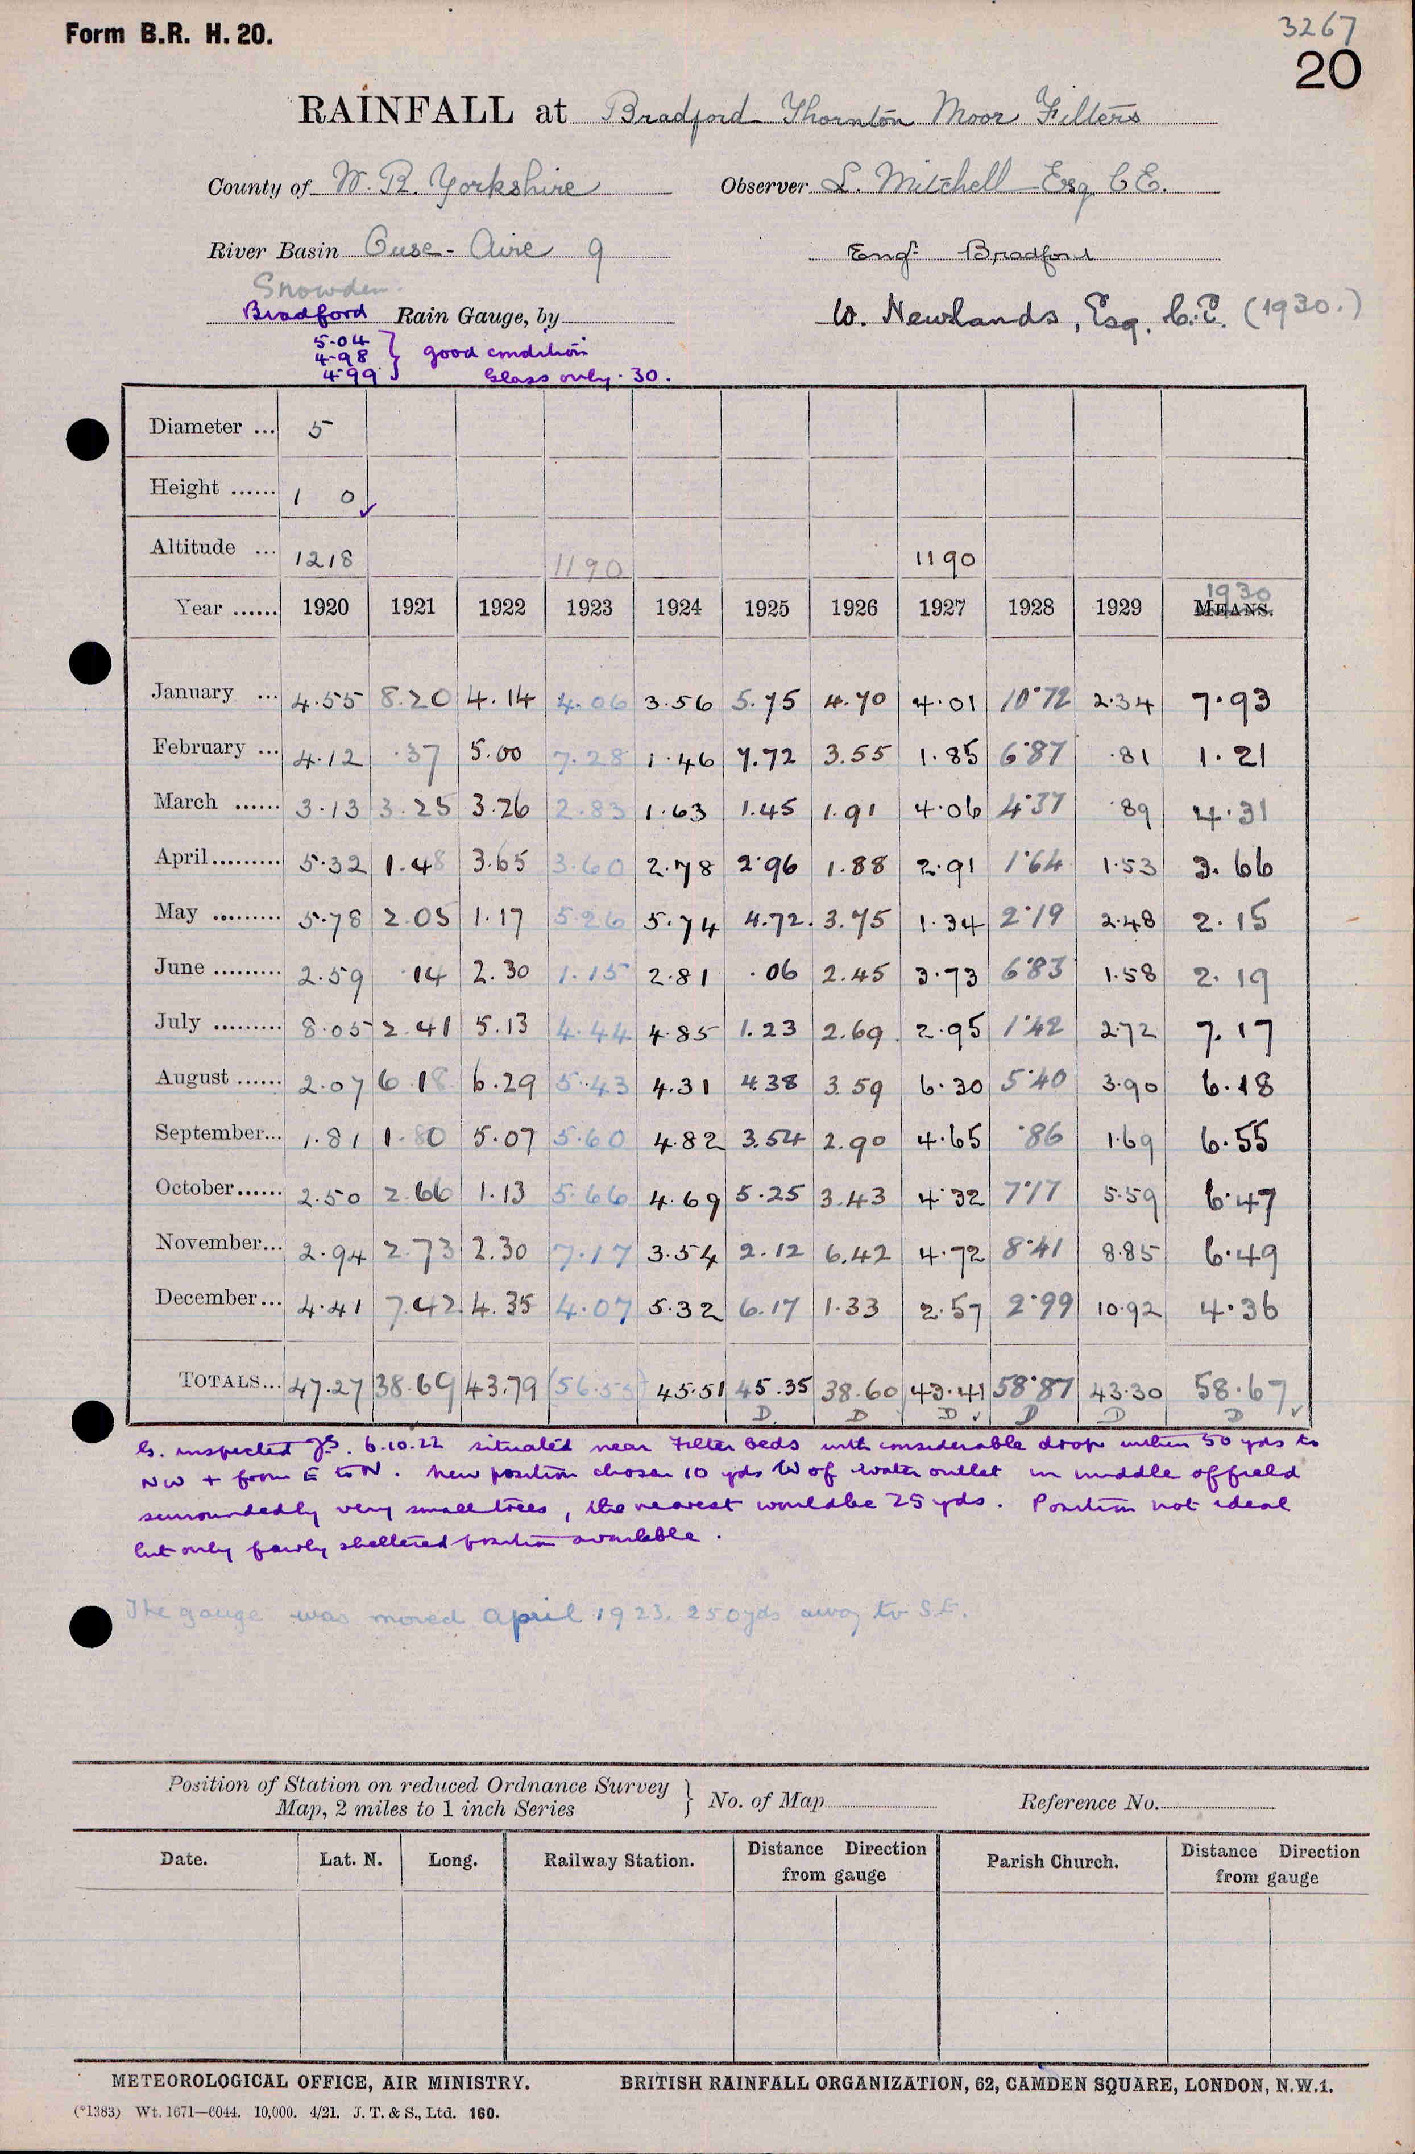 Form B.R. H. 20.
3267
20
RAINFALL at Bradford Thornton Moor Filters
County of W. R. Yorkshire Observer L. Mitchell Esq C.E.
River Basin Ouse - Aire 9 Engr. Bradford
Snowden
Bradford Rain Gauge, by W. Newlands, Esq. C.E. (1930.)
5.04
4.98 } good condition
4.99 Glass only .30.
Diameter ... 5
Height ...... 1 0 ✓
Altitude ... 1218 1190 1190
1930
Year ...... 1920 1921 1922 1923 1924 1925 1926 1927 1928 1929 MEANS.
January ... 4.55 8.20 4.14 4.06 3.56 5.75 4.70 4.01 10.72 2.34 7.93
February ... 4.12 .37 5.00 7.28 1.46 7.72 3.55 1.85 6.87 .81 1.21
March ...... 3.13 3.25 3.26 2.83 1.63 1.45 1.91 4.06 4.37 .89 4.31
April......... 5.32 1.48 3.65 3.60 2.78 2.96 1.88 2.91 1.64 1.53 3.66
May ......... 5.78 2.05 1.17 5.26 5.74 4.72 3.75 1.34 2.19 2.48 2.15
June ......... 2.59 .14 2.30 1.15 2.81 .06 2.45 3.73 6.83 1.58 2.19
July ......... 8.05 2.41 5.13 4.44 4.85 1.23 2.69 2.95 1.42 2.72 7.17
August ...... 2.07 6.18 6.29 5.43 4.31 4.38 3.59 6.30 5.40 3.90 6.18
September... 1.81 1.80 5.07 5.60 4.82 3.54 2.90 4.65 .86 1.69 6.55
October...... 2.50 2.66 1.13 5.66 4.69 5.25 3.43 4.32 7.17 5.59 6.47
November... 2.94 2.73 2.30 7.17 3.54 2.12 6.42 4.72 8.41 8.85 6.49
December... 4.41 7.42 4.35 4.07 5.32 6.17 1.33 2.57 2.99 10.92 4.36
TOTALS... 47.27 38.69 43.79 (56.55) 45.51 45.35 38.60 43.41 58.87 43.30 58.67
D D D ✓ D D D ✓
G. inspected 6.10.22 situated near Filter Beds with considerable drops within 50 yds to
NW + from E to N. New position chosen 10 yds W of water outlet in middle of field
surrounded by very small trees, the nearest would be 25 yds. Position not ideal
but only fairly sheltered position available.
The gauge was moved April 1923. 250yds away to S.E.
Position of Station on reduced Ordnance Survey
Map, 2 miles to 1 inch Series } No. of Map Reference No.
Date. Lat. N. Long. Railway Station. Distance Direction from gauge Parish Church. Distance Direction from gauge
METEOROLOGICAL OFFICE, AIR MINISTRY. BRITISH RAINFALL ORGANIZATION, 62, CAMDEN SQUARE, LONDON, N.W.1.
(*1383) Wt. 1671—6044. 10,000. 4/21. J. T. & S., Ltd. 160.